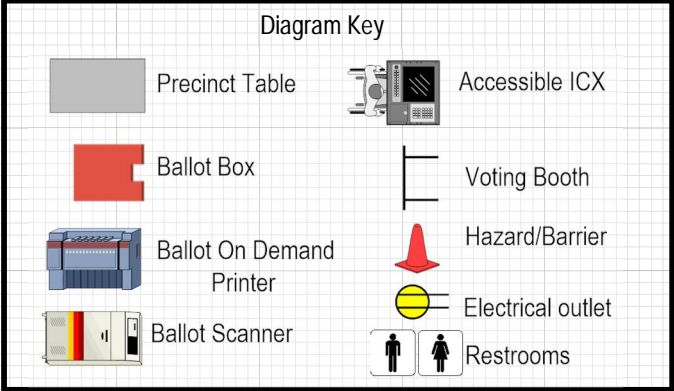 Diagram Key
Precinct Table
Accessible ICX
Ballot Box
Voting Booth
Ballot On Demand
Printer
Hazard/Barrier
Electrical outlet
Ballot Scanner
Restrooms